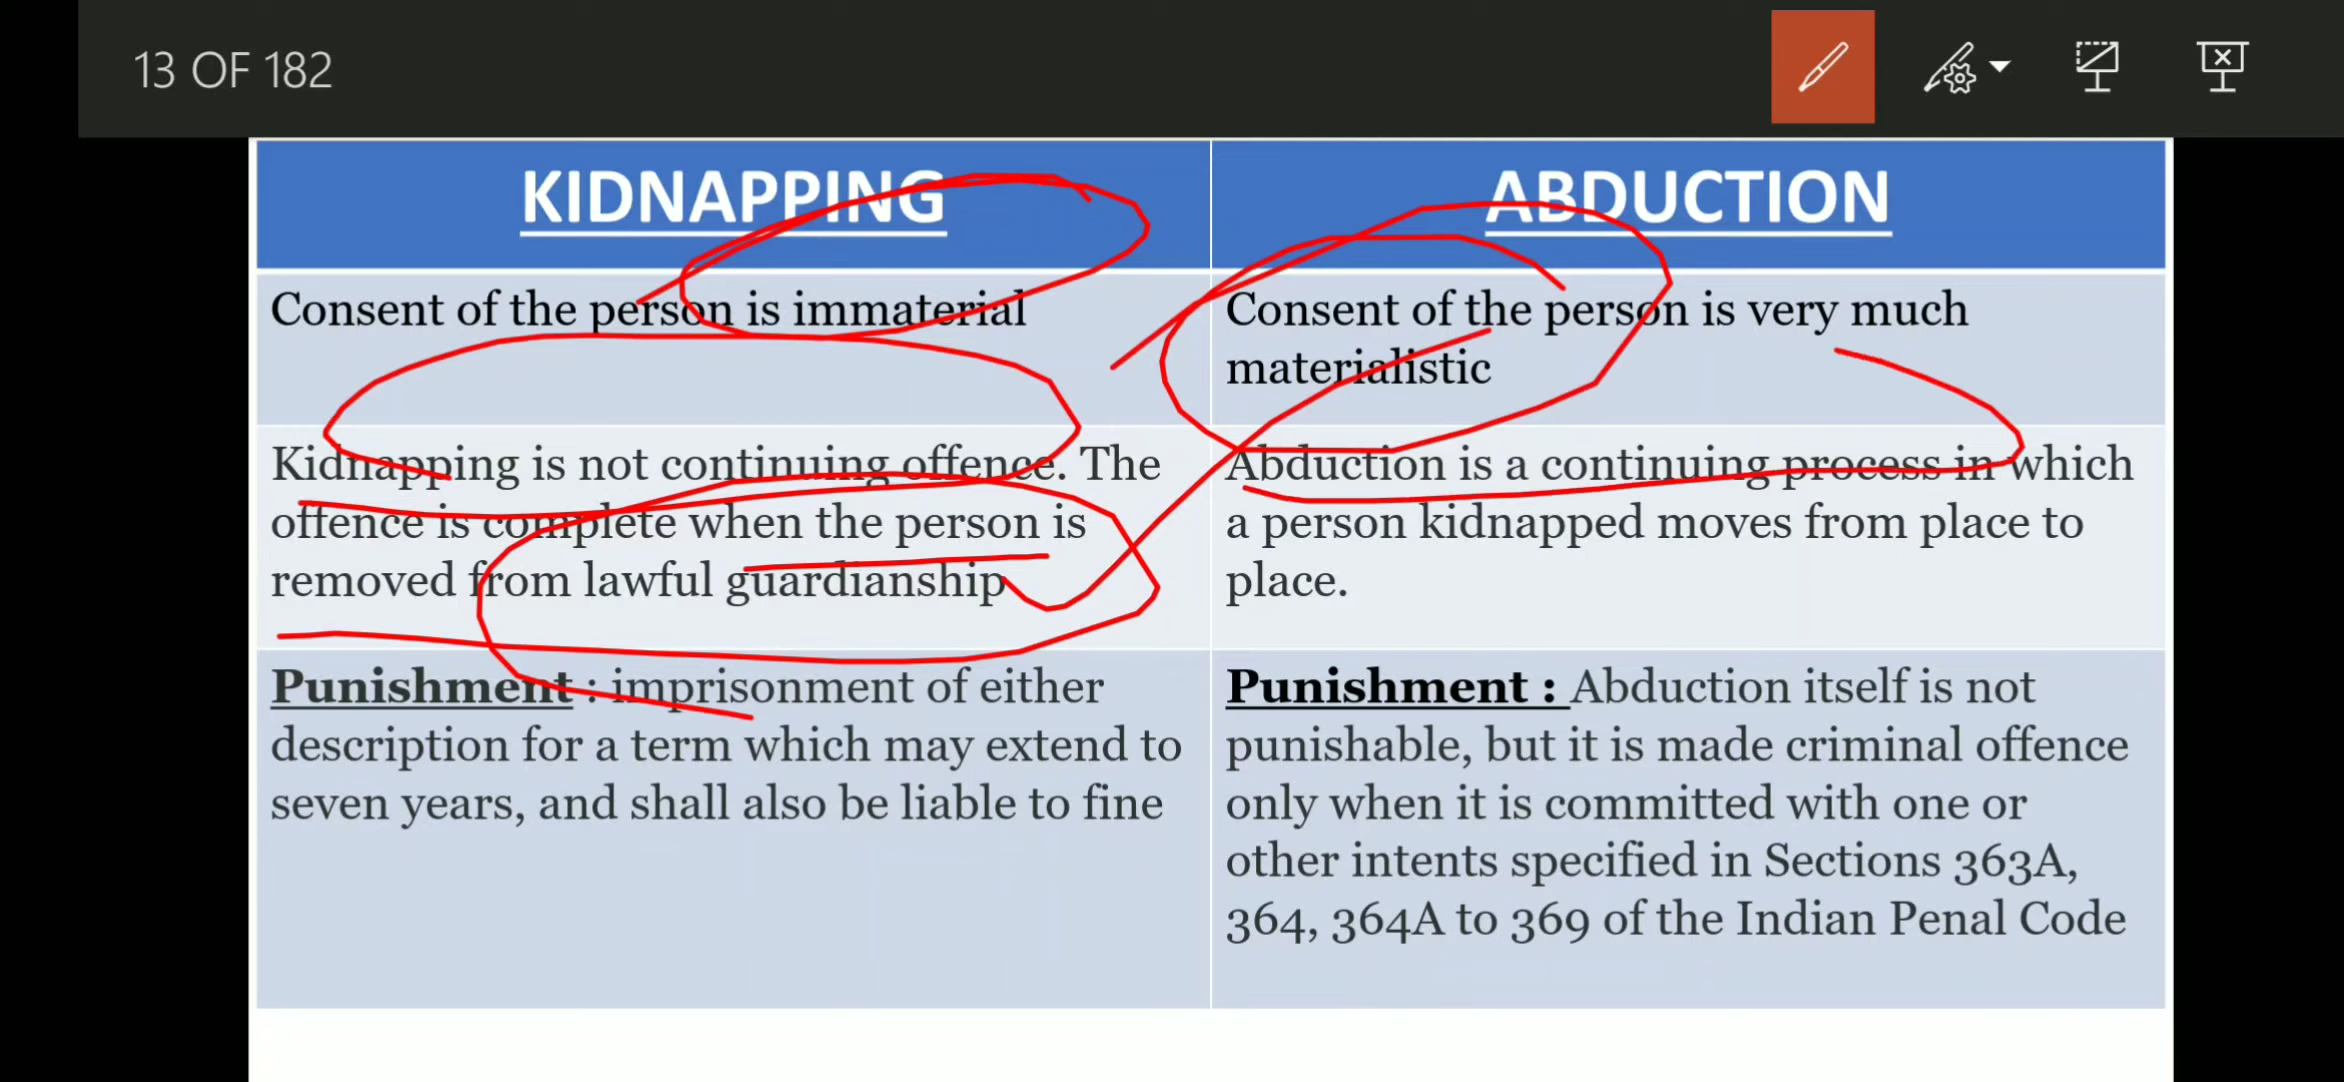 13 OF 182
KIDNAPPING
ABDUCTION
Consent of the person is immaterial
Consent of the person is very much
materialistic
Kidnapping is not continuing offence. The
offence is complete when the person is
removed from lawful guardianship
Abduction is a continuing process in which
a person kidnapped moves from place to
place.
Punishment : imprisonment of either
description for a term which may extend to
seven years, and shall also be liable to fine
Punishment : Abduction itself is not
punishable, but it is made criminal offence
only when it is committed with one or
other intents specified in Sections 363A,
364, 364A to 369 of the Indian Penal Code